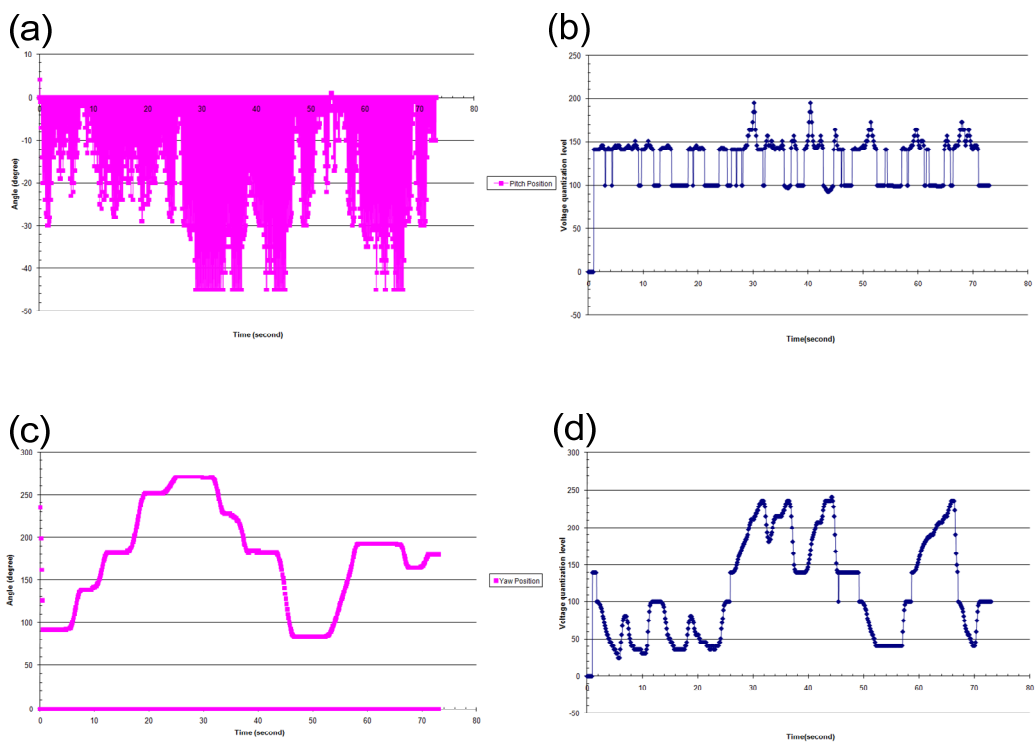 (a)
10
0
-10
-20
-30
-40
-50
0 10 20 30 40 50 60 70 80
Angle (degree)
Time (second)
Pitch Position
(b)
250
200
150
100
50
0
-50
0 10 20 30 40 50 60 70 80
Voltage quantization level
Time(second)
(c)
300
250
200
150
100
50
0
0 10 20 30 40 50 60 70 80
Angle (degree)
Time (second)
Yaw Position
(d)
300
250
200
150
100
50
0
-50
0 10 20 30 40 50 60 70 80
Voltage quantization level
Time(second)